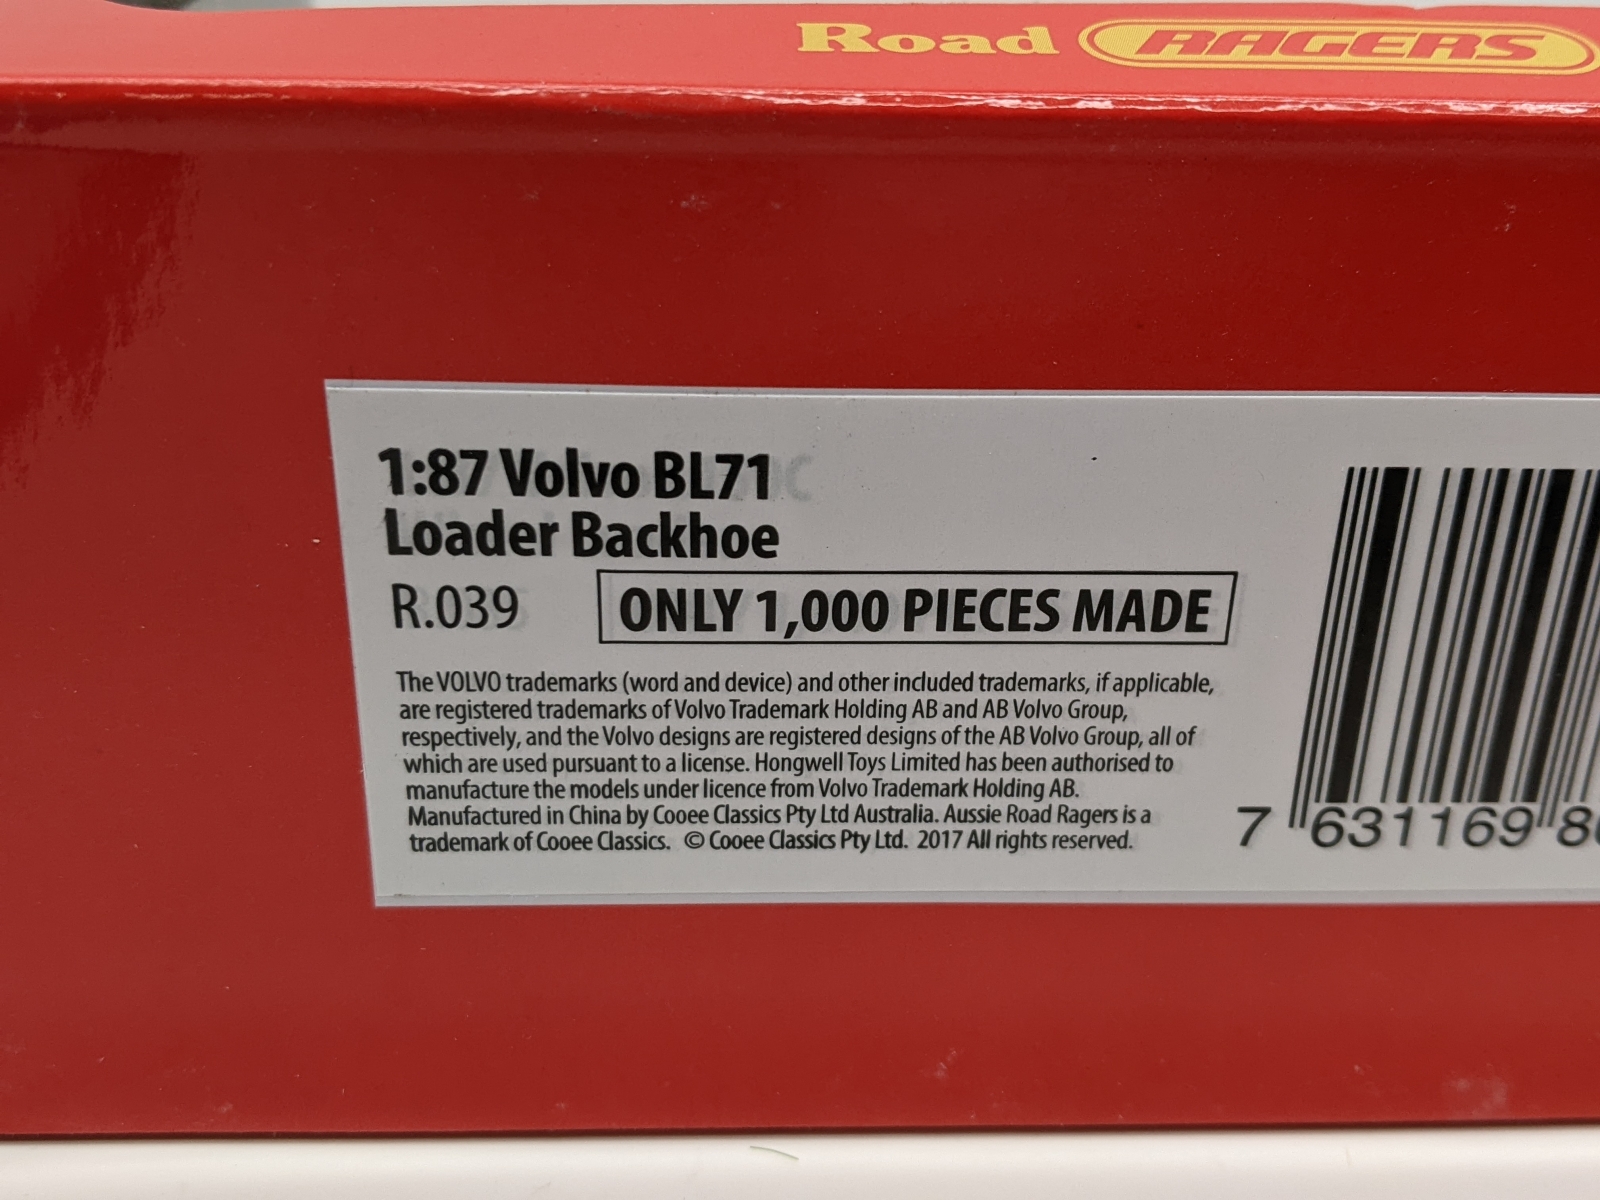 Road RAGERS
1:87 Volvo BL71
Loader Backhoe
R.039 ONLY 1,000 PIECES MADE
The VOLVO trademarks (word and device) and other included trademarks, if applicable,
are registered trademarks of Volvo Trademark Holding AB and AB Volvo Group,
respectively, and the Volvo designs are registered designs of the AB Volvo Group, all of
which are used pursuant to a license. Hongwell Toys Limited has been authorised to
manufacture the models under licence from Volvo Trademark Holding AB.
Manufactured in China by Cooee Classics Pty Ltd Australia. Aussie Road Ragers is a
trademark of Cooee Classics. © Cooee Classics Pty Ltd. 2017 All rights reserved.
7 631169 8